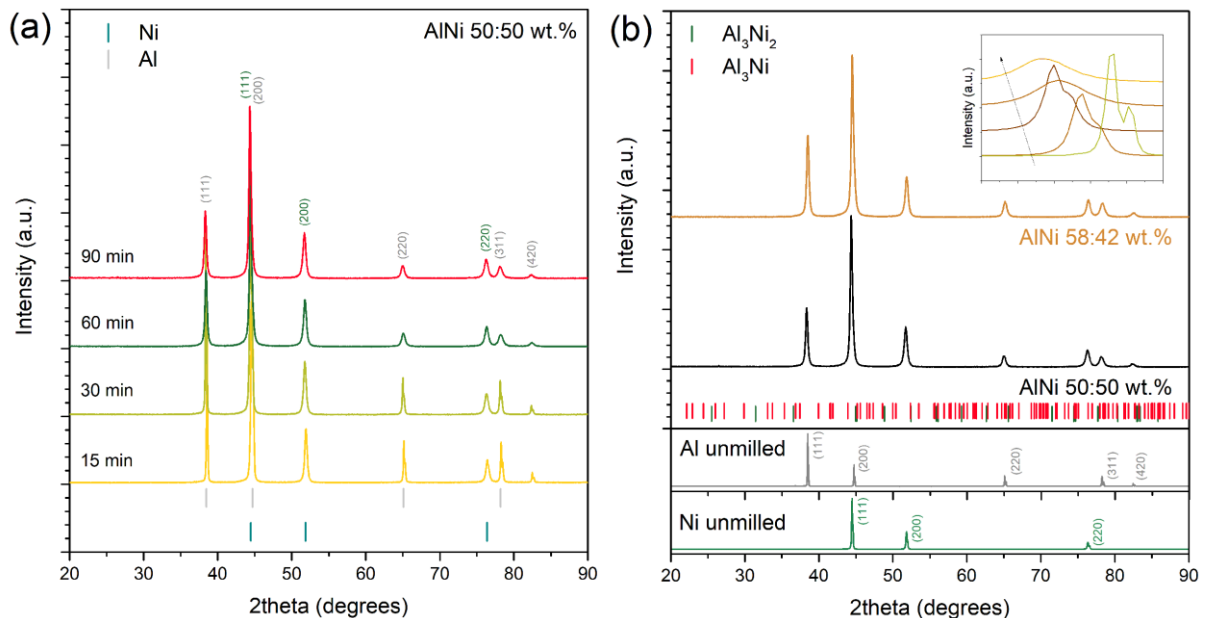 (a)
Ni
Al
AlNi 50:50 wt.%
(111)
(111)
(200)
(200)
(220)
(220)
(311)
(420)
90 min
60 min
30 min
15 min
Intensity (a.u.)
20 30 40 50 60 70 80 90
2theta (degrees)
(b)
Al₃Ni₂
Al₃Ni
Intensity (a.u.)
AlNi 58:42 wt.%
AlNi 50:50 wt.%
Al unmilled
(111)
(200)
(220)
(311)
(420)
Ni unmilled
(111)
(200)
(220)
Intensity (a.u.)
20 30 40 50 60 70 80 90
2theta (degrees)